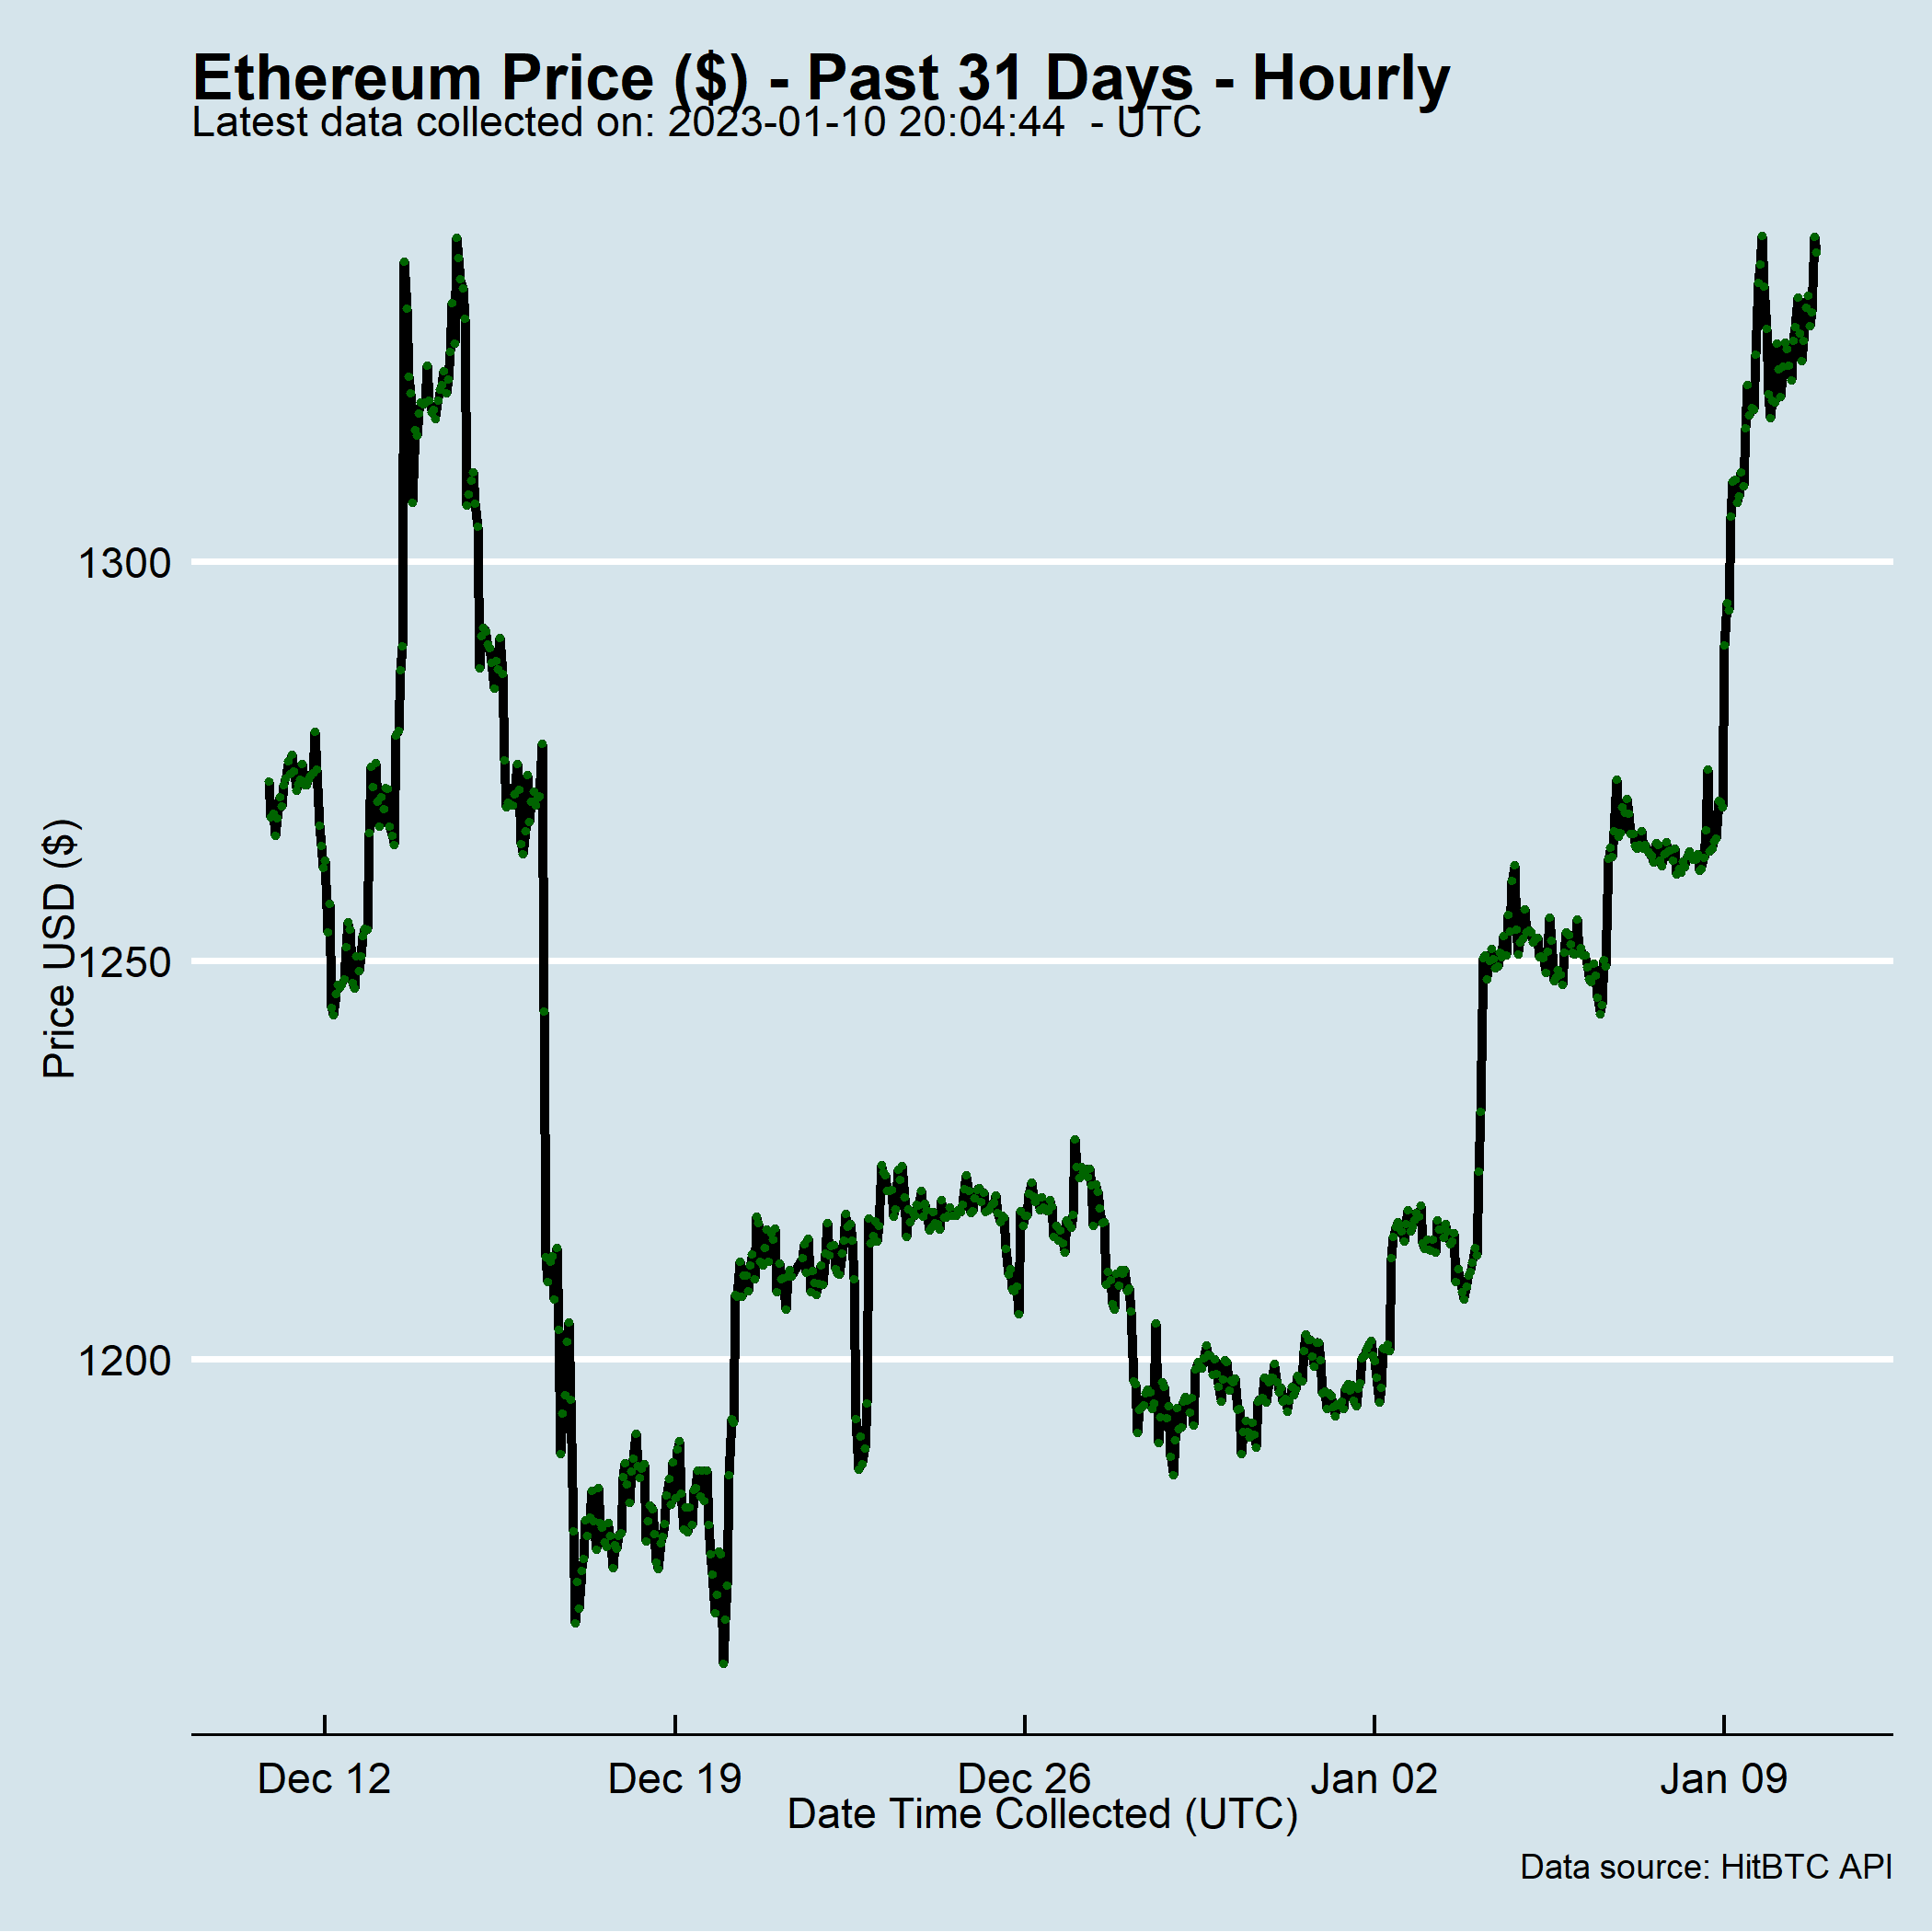 Ethereum Price ($) - Past 31 Days - Hourly
Latest data collected on: 2023-01-10 20:04:44  - UTC
Price USD ($)
1300
1250
1200
Dec 12
Dec 19
Dec 26
Jan 02
Jan 09
Date Time Collected (UTC)
Data source: HitBTC API